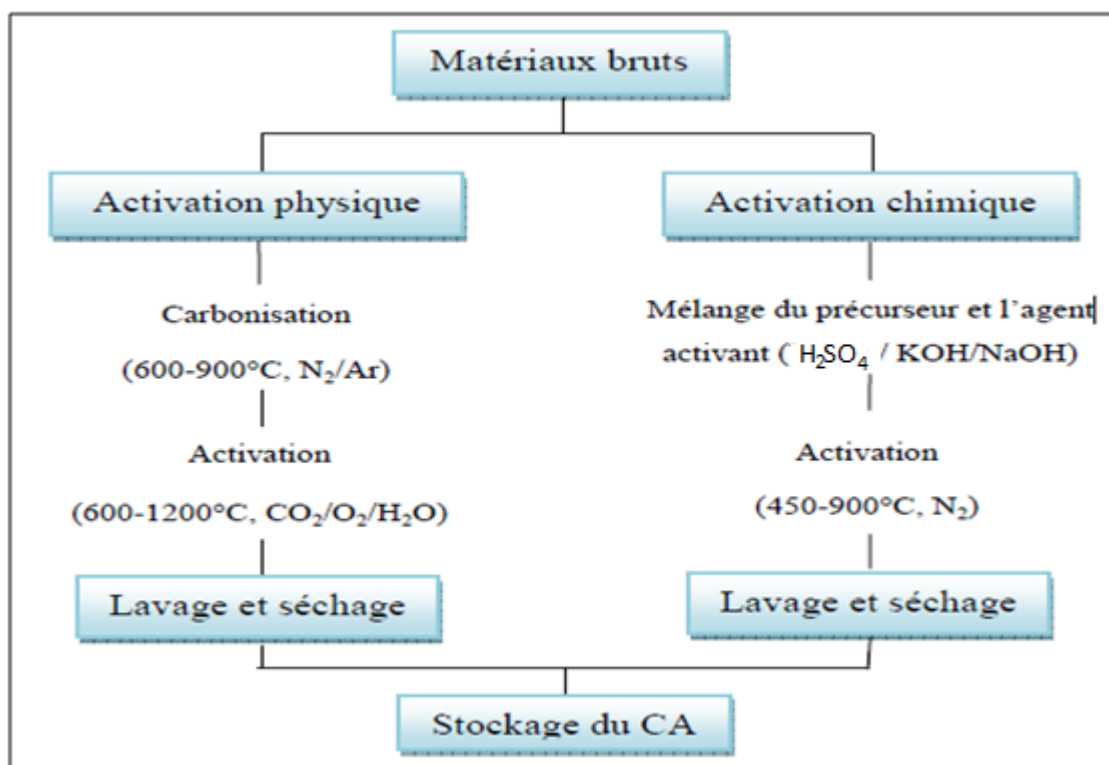 Matériaux bruts
Activation physique
Activation chimique
Carbonisation
(600-900°C, N₂/Ar)
Mélange du précurseur et l'agent
activant ( H₂SO₄ / KOH/NaOH)
Activation
(600-1200°C, CO₂/O₂/H₂O)
Activation
(450-900°C, N₂)
Lavage et séchage
Lavage et séchage
Stockage du CA